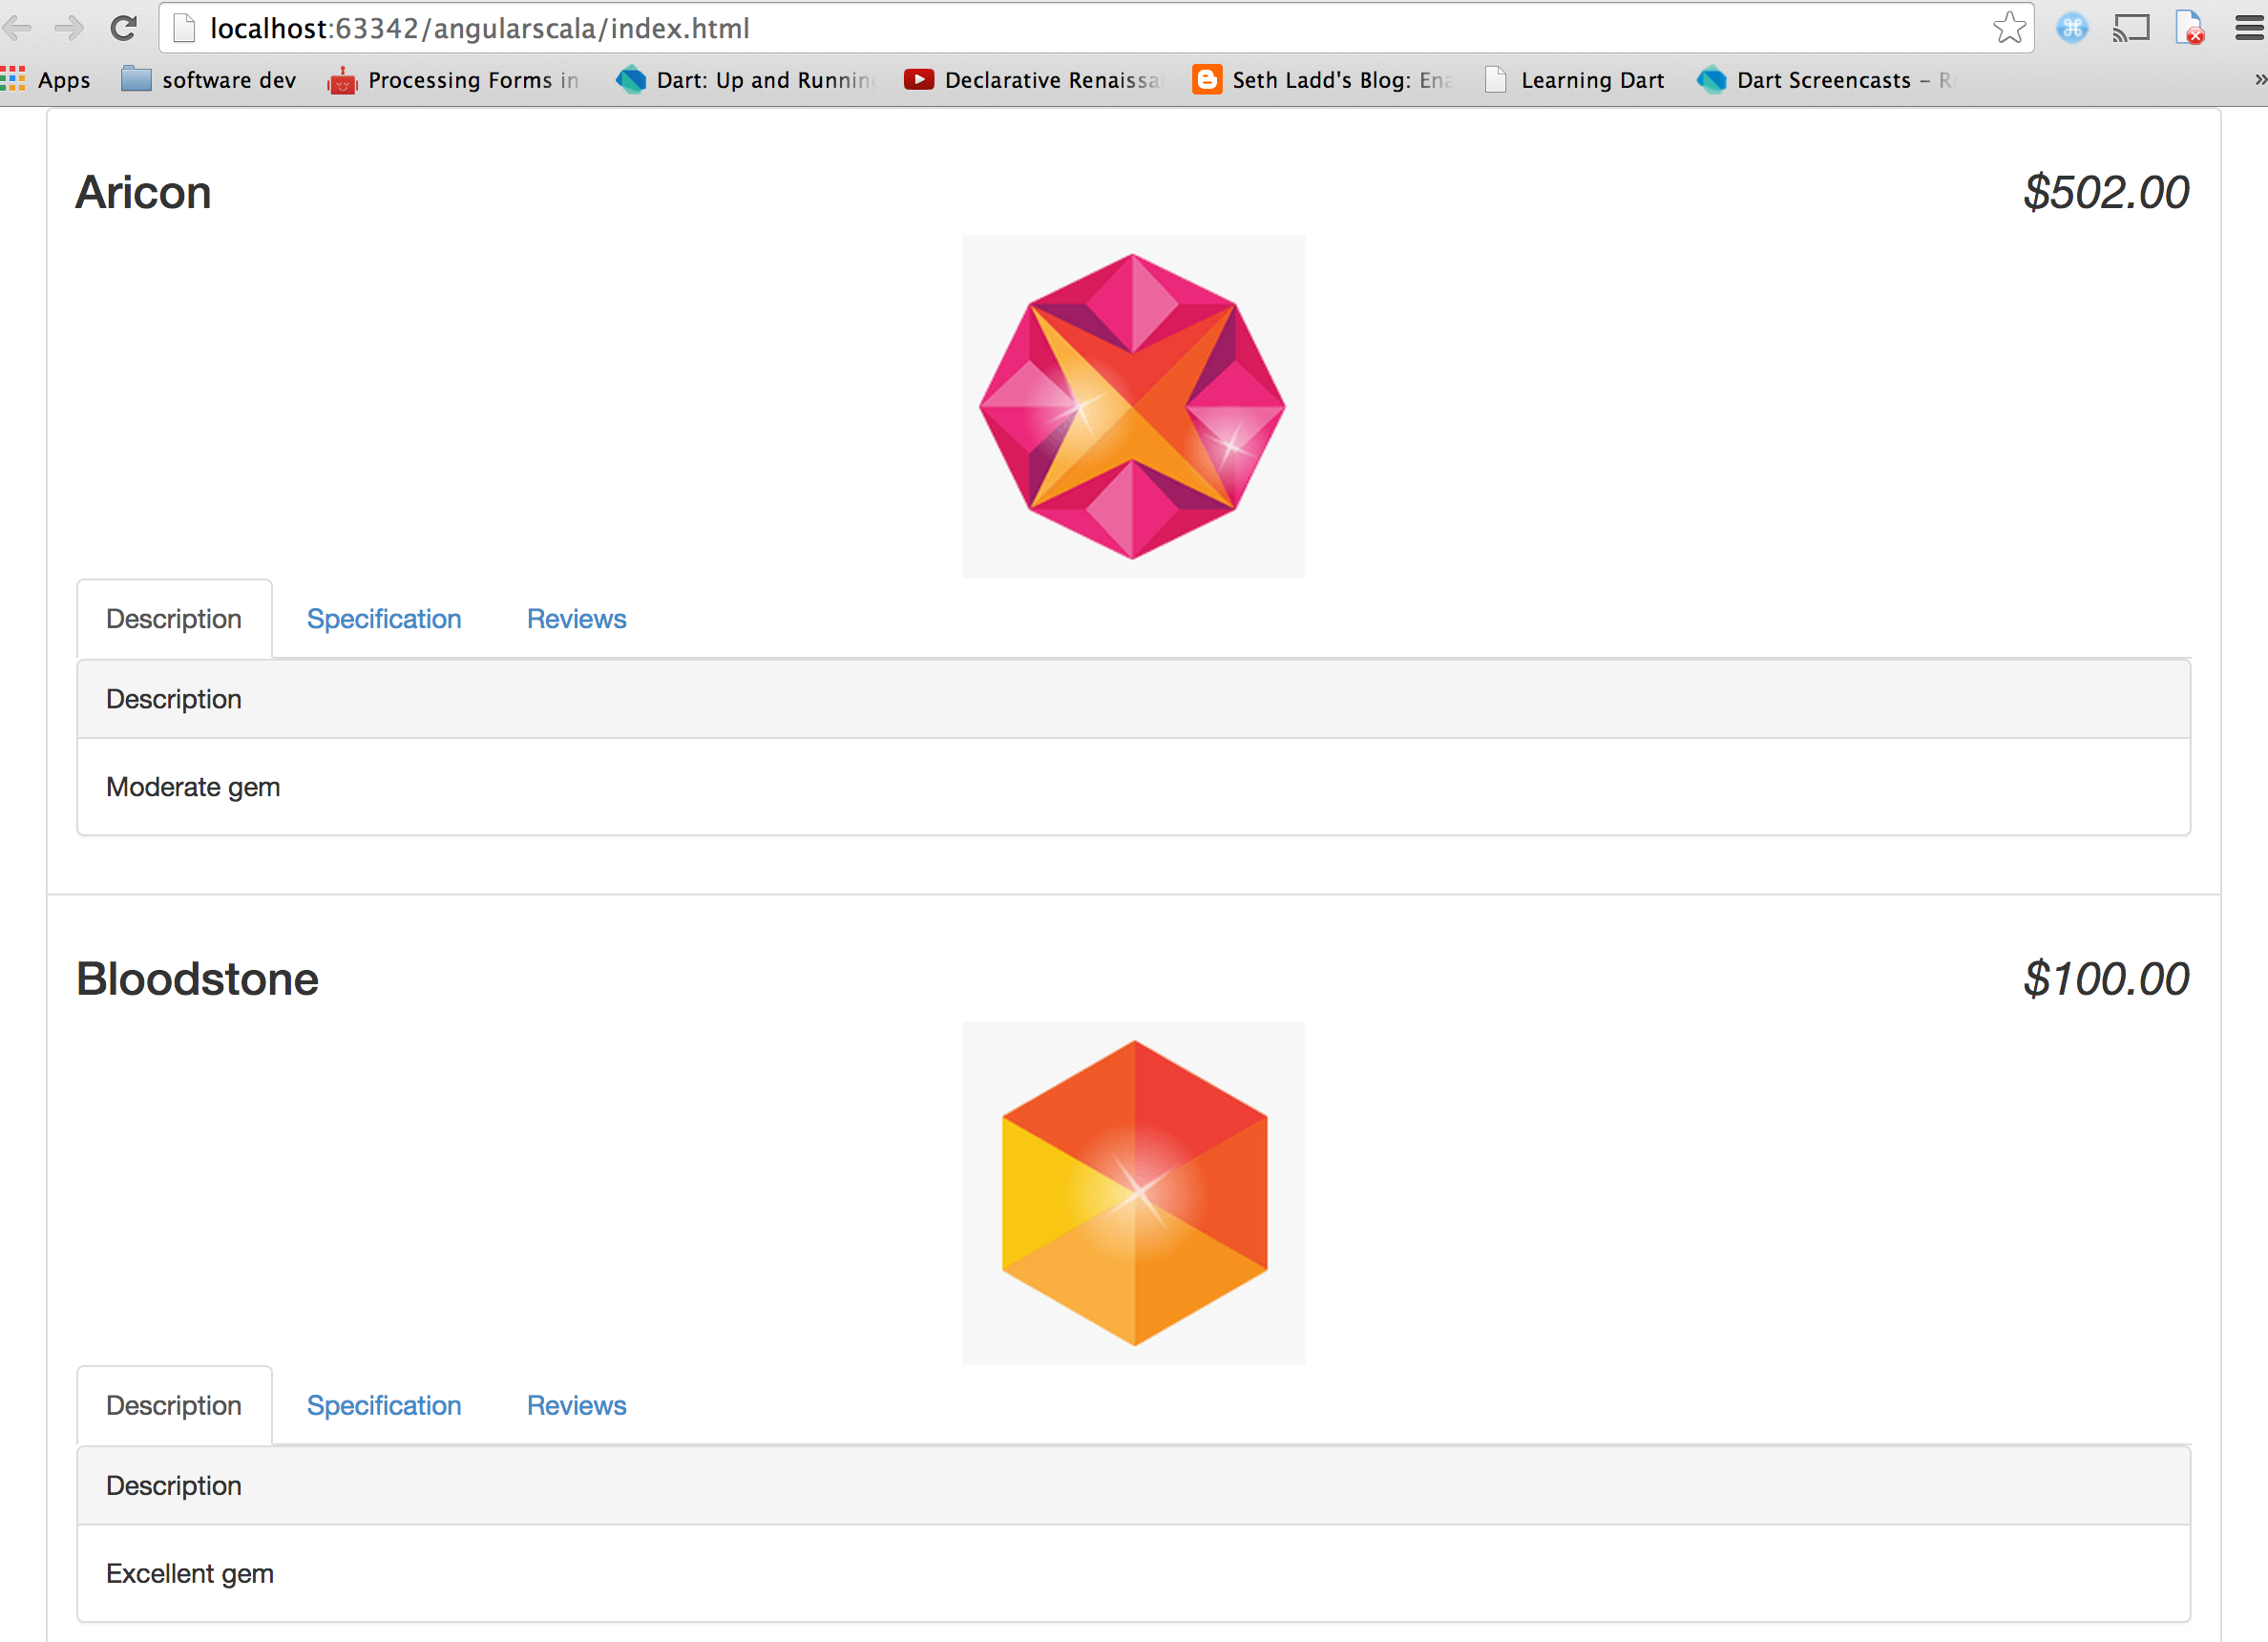 localhost:63342/angularscala/index.html
Apps software dev Processing Forms in Dart: Up and Running Declarative Renaissa Seth Ladd's Blog: Ena Learning Dart Dart Screencasts – R »
Aricon $502.00
Description Specification Reviews
Description
Moderate gem
Bloodstone $100.00
Description Specification Reviews
Description
Excellent gem